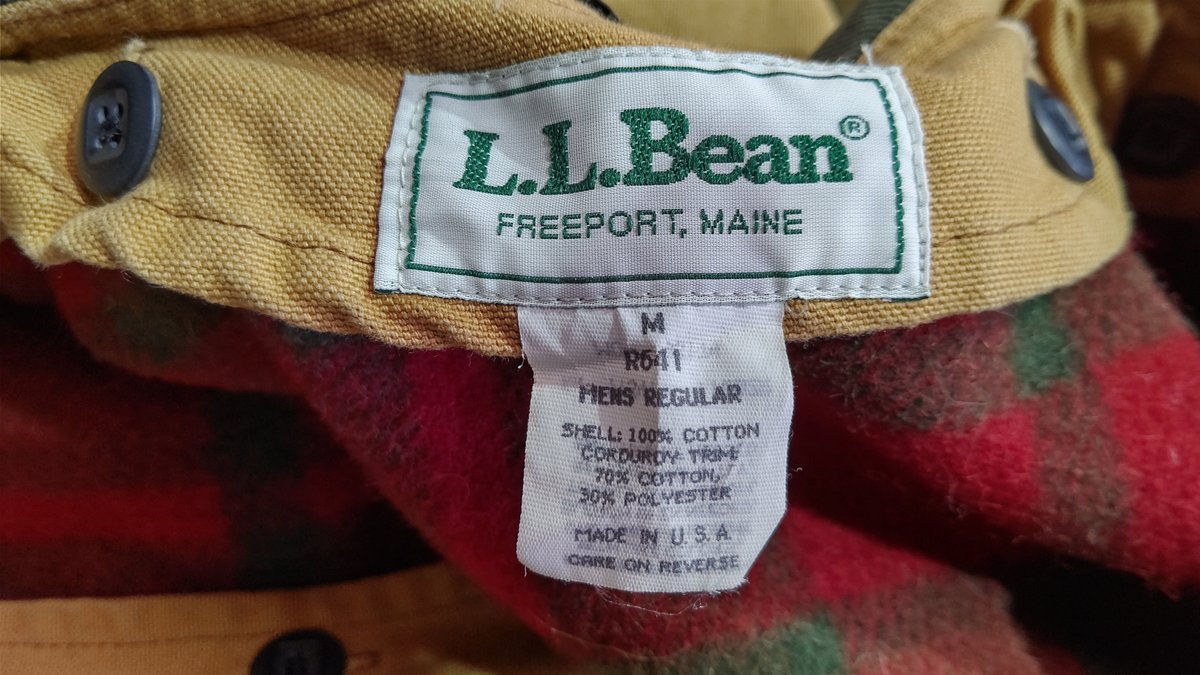 L.L.Bean®
FREEPORT, MAINE
M
R641
MENS REGULAR
SHELL: 100% COTTON
CORDUROY TRIM:
70% COTTON,
30% POLYESTER
MADE IN U.S.A.
CARE ON REVERSE